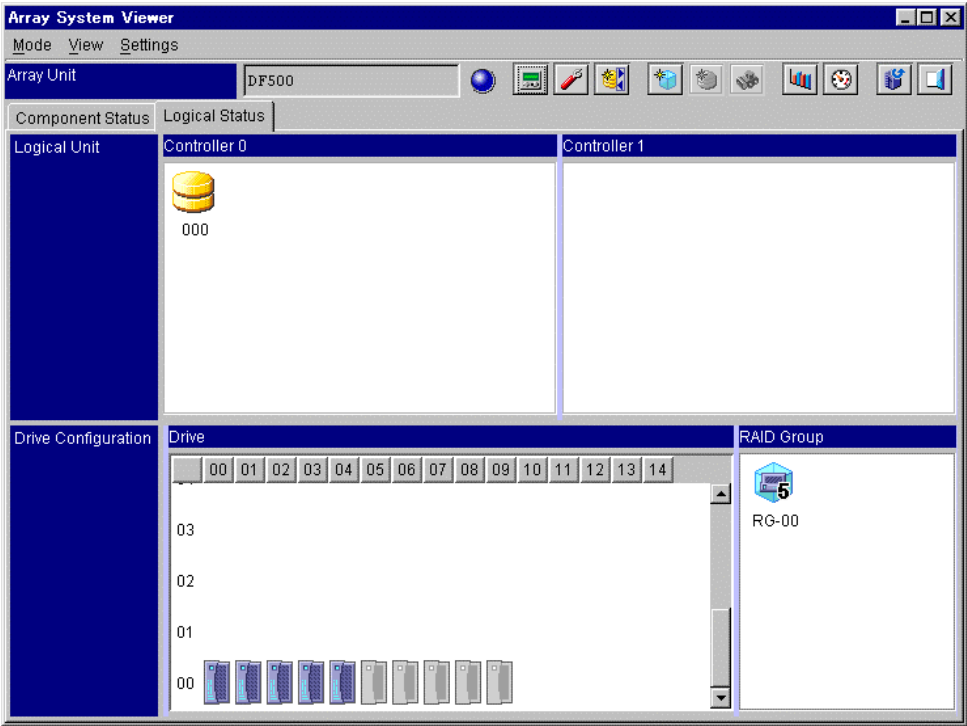 Array System Viewer
Mode View Settings
Array Unit DF500
Component Status Logical Status
Logical Unit Controller 0 Controller 1
000
Drive Configuration Drive RAID Group
00 01 02 03 04 05 06 07 08 09 10 11 12 13 14
5
RG-00
03
02
01
00